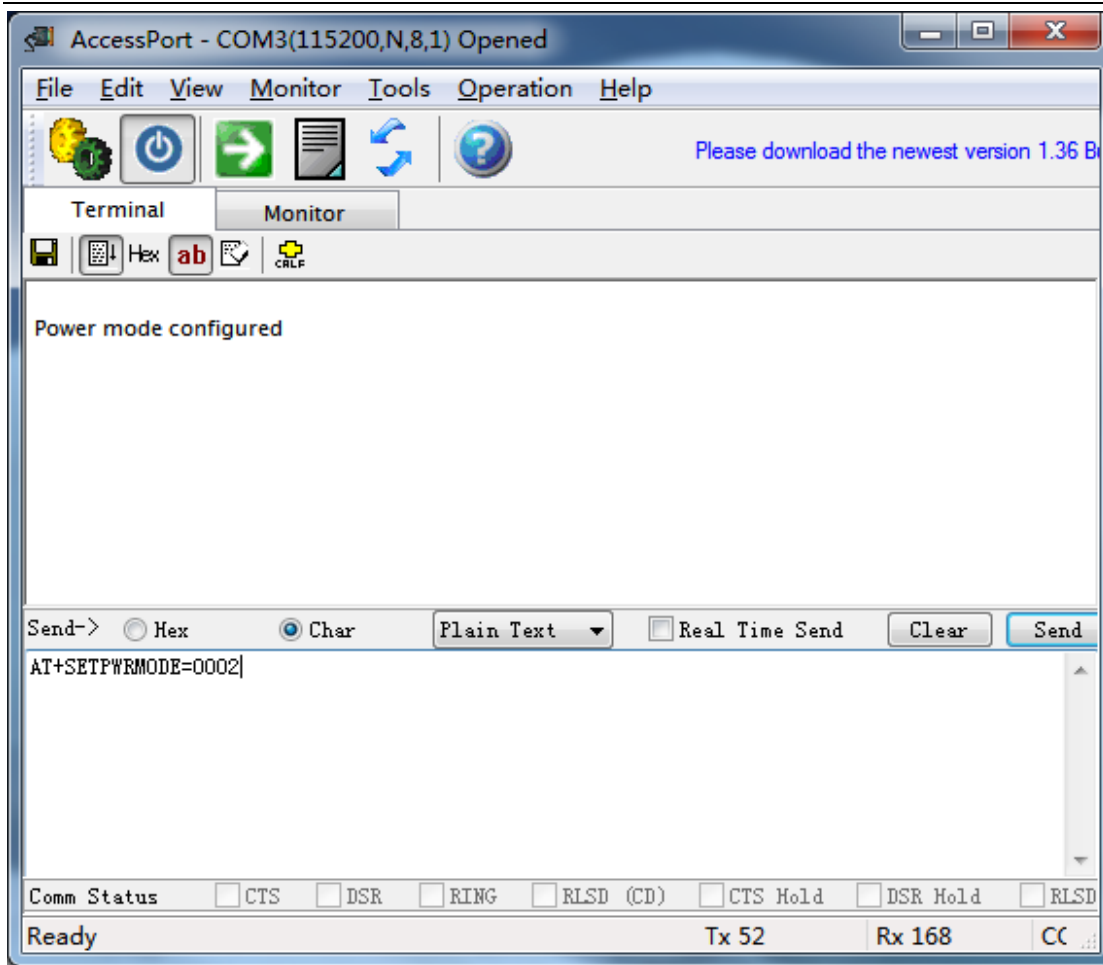 AccessPort - COM3(115200,N,8,1) Opened
File Edit View Monitor Tools Operation Help
Please download the newest version 1.36
Terminal Monitor
Hex ab CRLF
Power mode configured
Send-> Hex Char Plain Text Real Time Send Clear Send
AT+SETPWRMODE=0002
Comm Status CTS DSR RING RLSD (CD) CTS Hold DSR Hold RLSD
Ready Tx 52 Rx 168